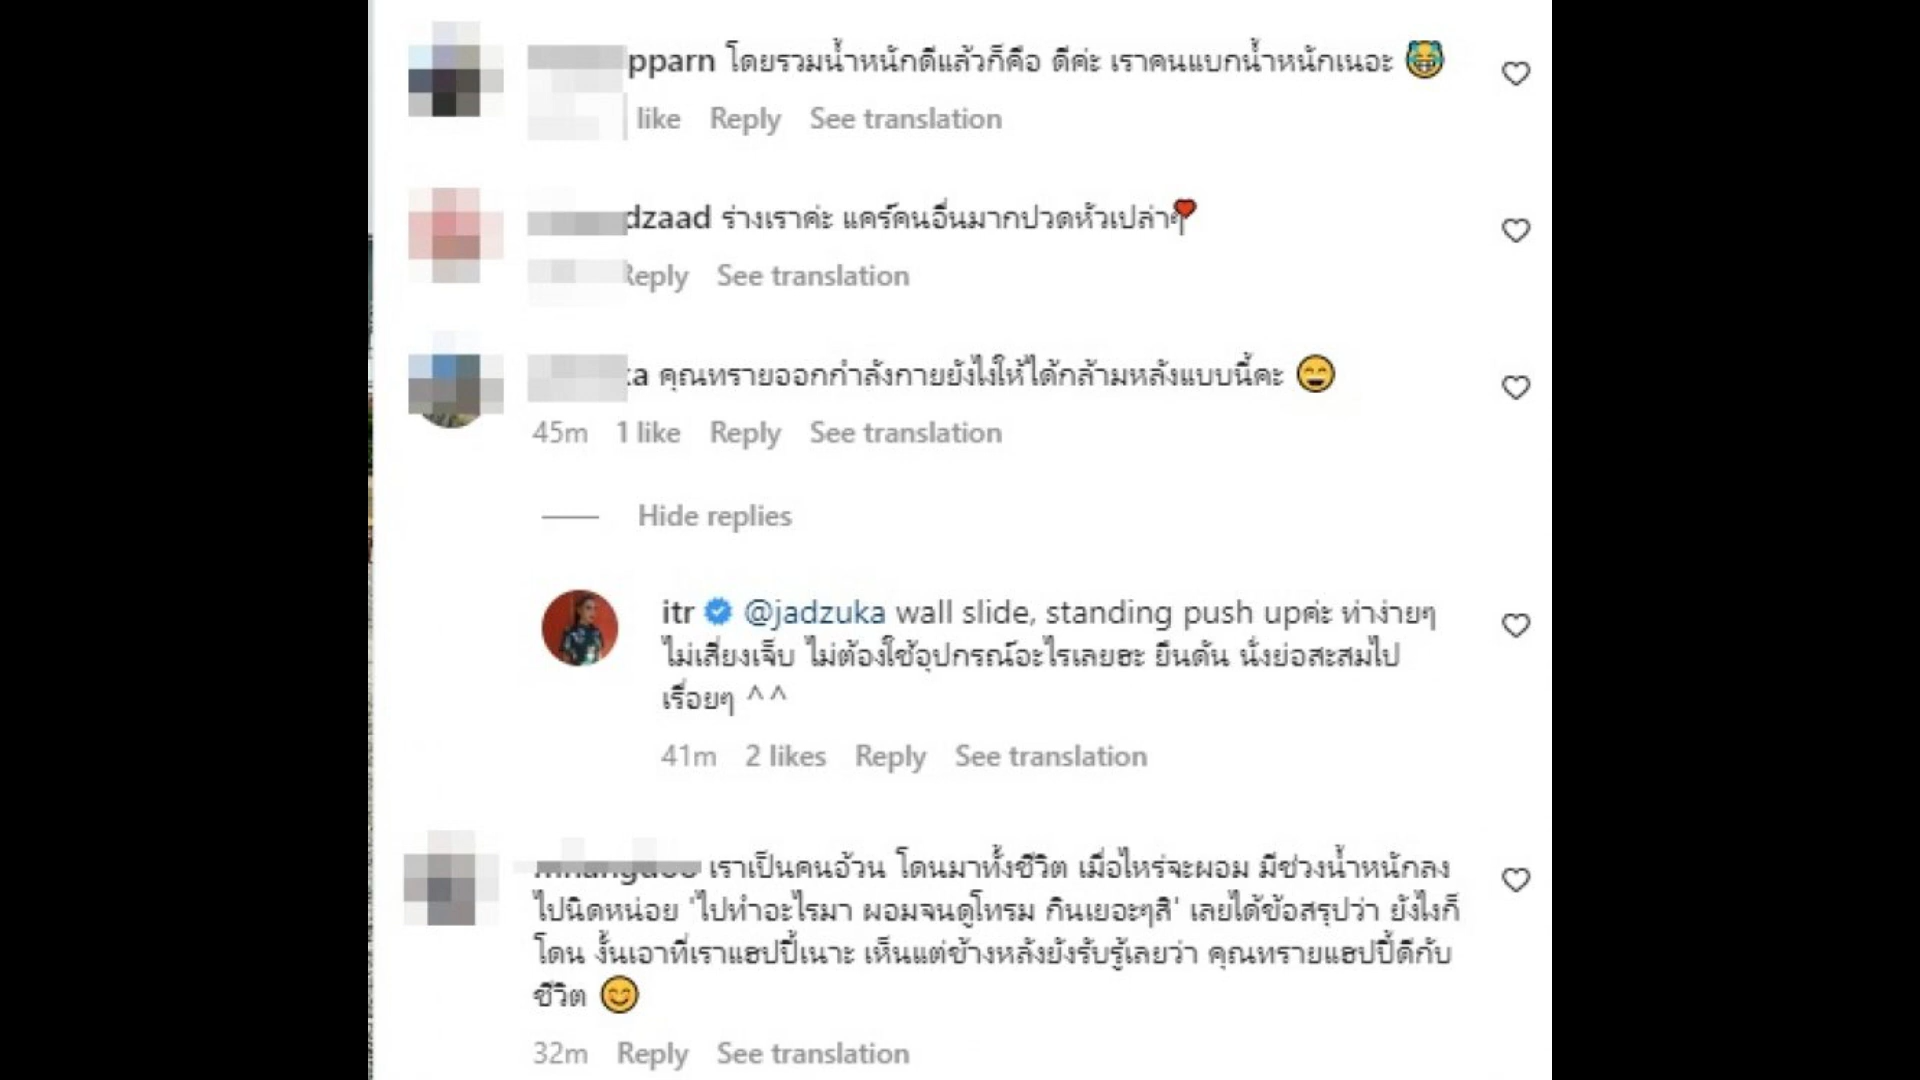 pparn โดยรวมน้ำหนักดีแล้วก็คือ ดีค่ะ เราคนแบกน้ำหนักเนอะ 😹
like Reply See translation
dzaad ร่างเราค่ะ แคร์คนอื่นมากปวดหัวเปล่าๆ❣
Reply See translation
ka คุณทรายออกกำลังกายยังไงให้ได้กล้ามหลังแบบนี้คะ 😄
45m 1 like Reply See translation
Hide replies
itr @jadzuka wall slide, standing push upค่ะ ท่าง่ายๆ
ไม่เสี่ยงเจ็บ ไม่ต้องใช้อุปกรณ์อะไรเลยฮะ ยืนดัน นั่งย่อสะสมไป
เรื่อยๆ ^^
41m 2 likes Reply See translation
เราเป็นคนอ้วน โดนมาทั้งชีวิต เมื่อไหร่จะผอม มีช่วงน้ำหนักลง
ไปนิดหน่อย 'ไปทำอะไรมา ผอมจนดูโทรม กินเยอะๆสิ' เลยได้ข้อสรุปว่า ยังไงก็
โดน งั้นเอาที่เราแฮปปี้เนาะ เห็นแต่ข้างหลังยังรับรู้เลยว่า คุณทรายแฮปปี้ดีกับ
ชีวิต 😊
32m Reply See translation